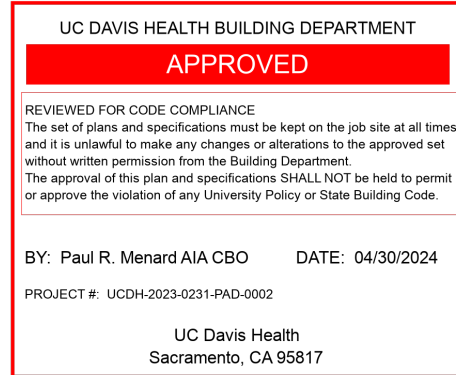 UC DAVIS HEALTH BUILDING DEPARTMENT
APPROVED
REVIEWED FOR CODE COMPLIANCE
The set of plans and specifications must be kept on the job site at all times
and it is unlawful to make any changes or alterations to the approved set
without written permission from the Building Department.
The approval of this plan and specifications SHALL NOT be held to permit
or approve the violation of any University Policy or State Building Code.
BY: Paul R. Menard AIA CBO DATE: 04/30/2024
PROJECT #: UCDH-2023-0231-PAD-0002
UC Davis Health
Sacramento, CA 95817